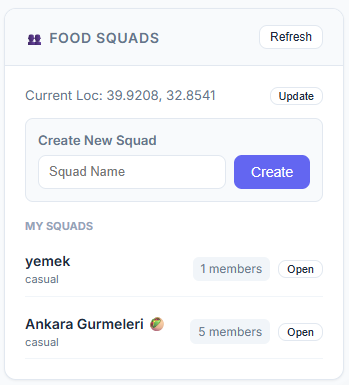 FOOD SQUADS
Refresh
Current Loc: 39.9208, 32.8541
Update
Create New Squad
Squad Name
Create
MY SQUADS
yemek
casual
1 members
Open
Ankara Gurmeleri 🥙
casual
5 members
Open